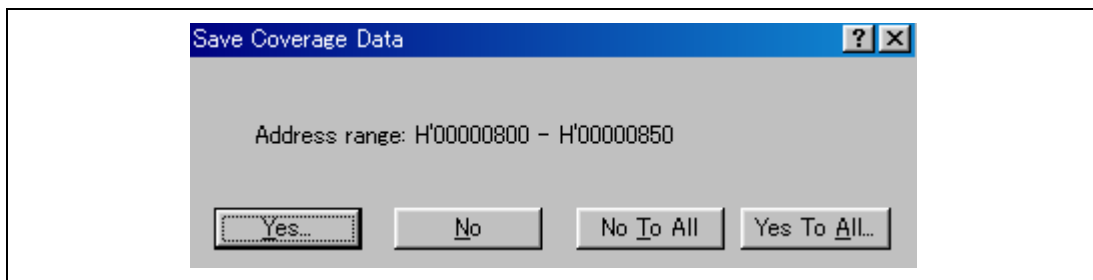 Save Coverage Data
Address range: H'00000800 - H'00000850
Yes... No No To All Yes To All...